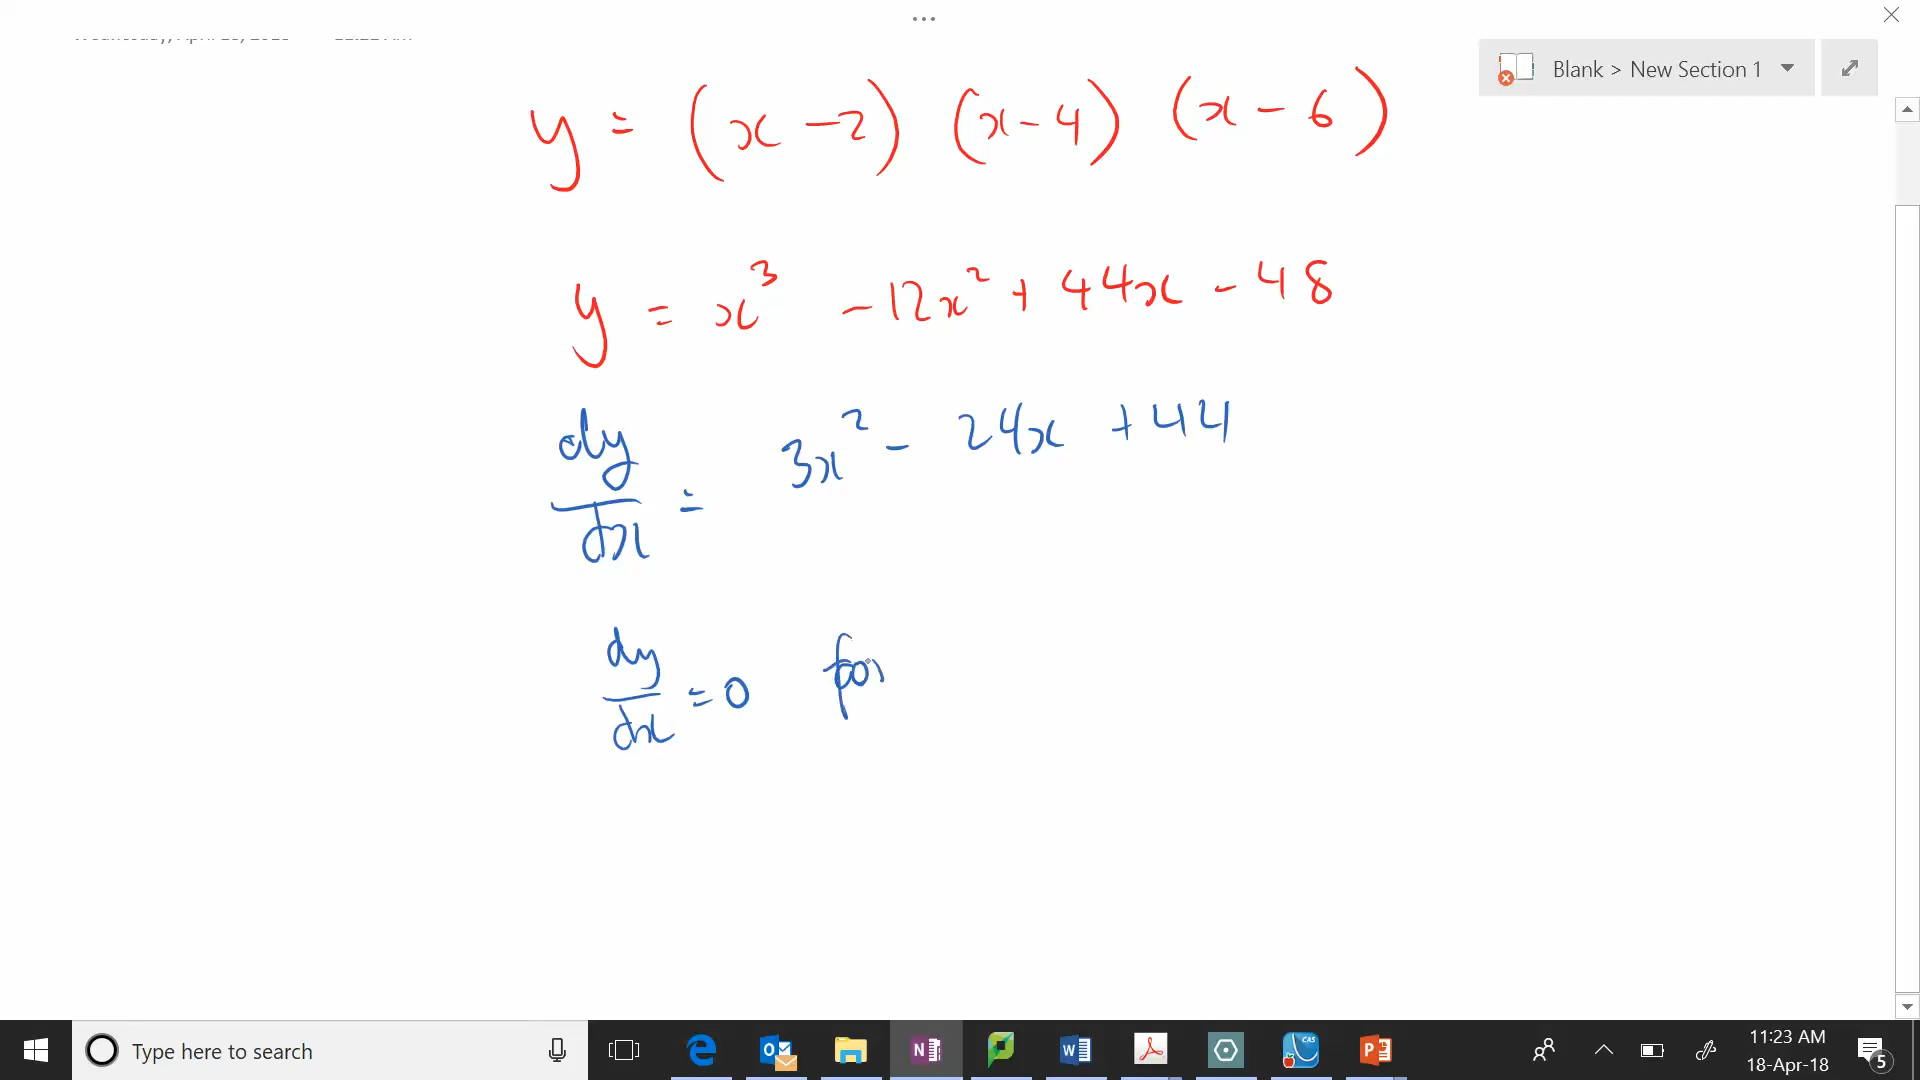 Blank > New Section 1
y = (x - 2) (x - 4) (x - 6)
y = x³ - 12x² + 44x - 48
dy/dx = 3x² - 24x + 44
dy/dx = 0 for
Type here to search
11:23 AM
18-Apr-18
5